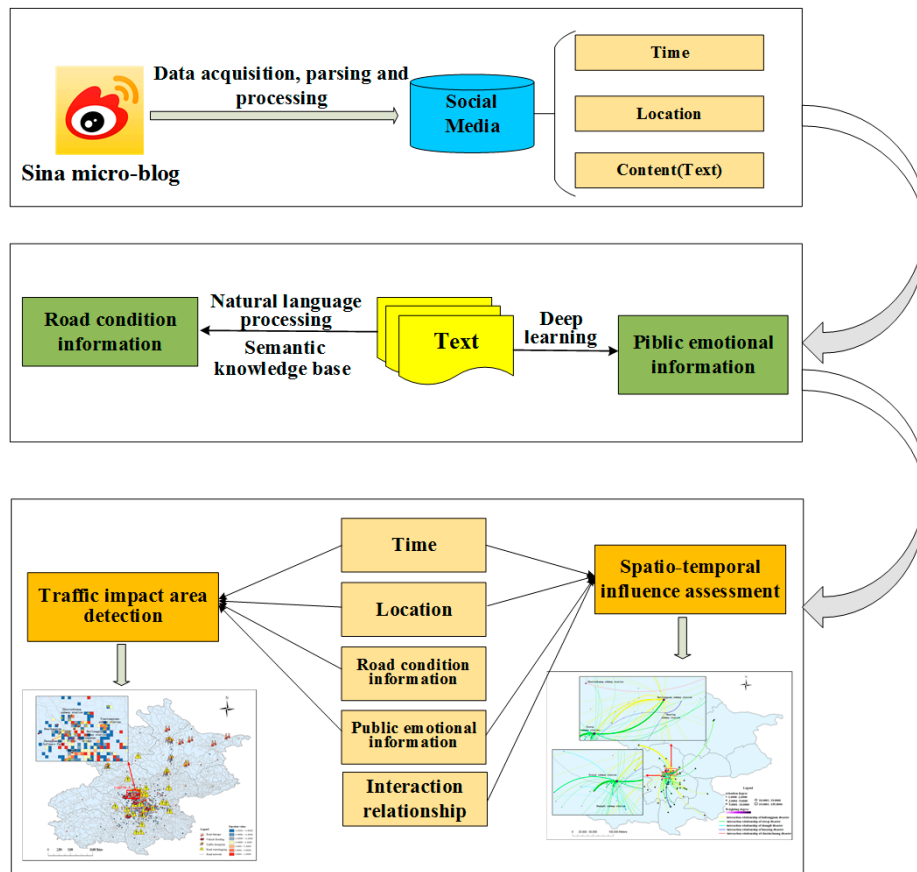 Data acquisition, parsing and
processing
Sina micro-blog
Social
Media
Time
Location
Content(Text)
Road condition
information
Natural language
processing
Semantic
knowledge base
Text
Deep
learning
Piblic emotional
information
Traffic impact area
detection
Time
Location
Road condition
information
Public emotional
information
Interaction
relationship
Spatio-temporal
influence assessment
Legend
Legend